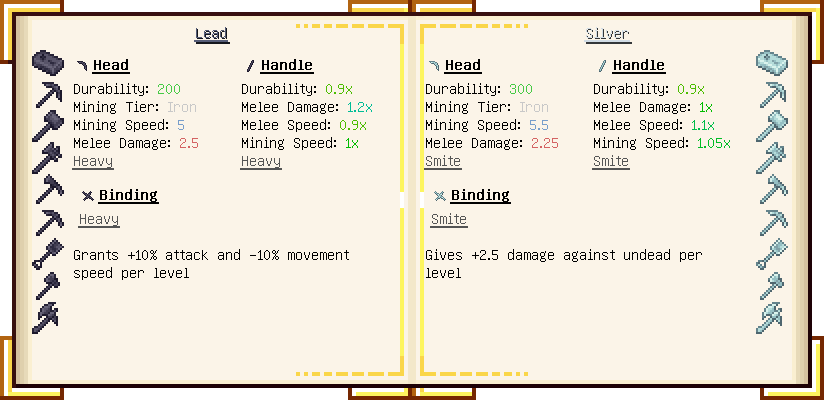 Lead
Head
Durability: 200
Mining Tier: Iron
Mining Speed: 5
Melee Damage: 2.5
Heavy
Handle
Durability: 0.9x
Melee Damage: 1.2x
Melee Speed: 0.9x
Mining Speed: 1x
Heavy
Binding
Heavy
Grants +10% attack and -10% movement
speed per level
Silver
Head
Durability: 300
Mining Tier: Iron
Mining Speed: 5.5
Melee Damage: 2.25
Smite
Handle
Durability: 0.9x
Melee Damage: 1x
Melee Speed: 1.1x
Mining Speed: 1.05x
Smite
Binding
Smite
Gives +2.5 damage against undead per
level